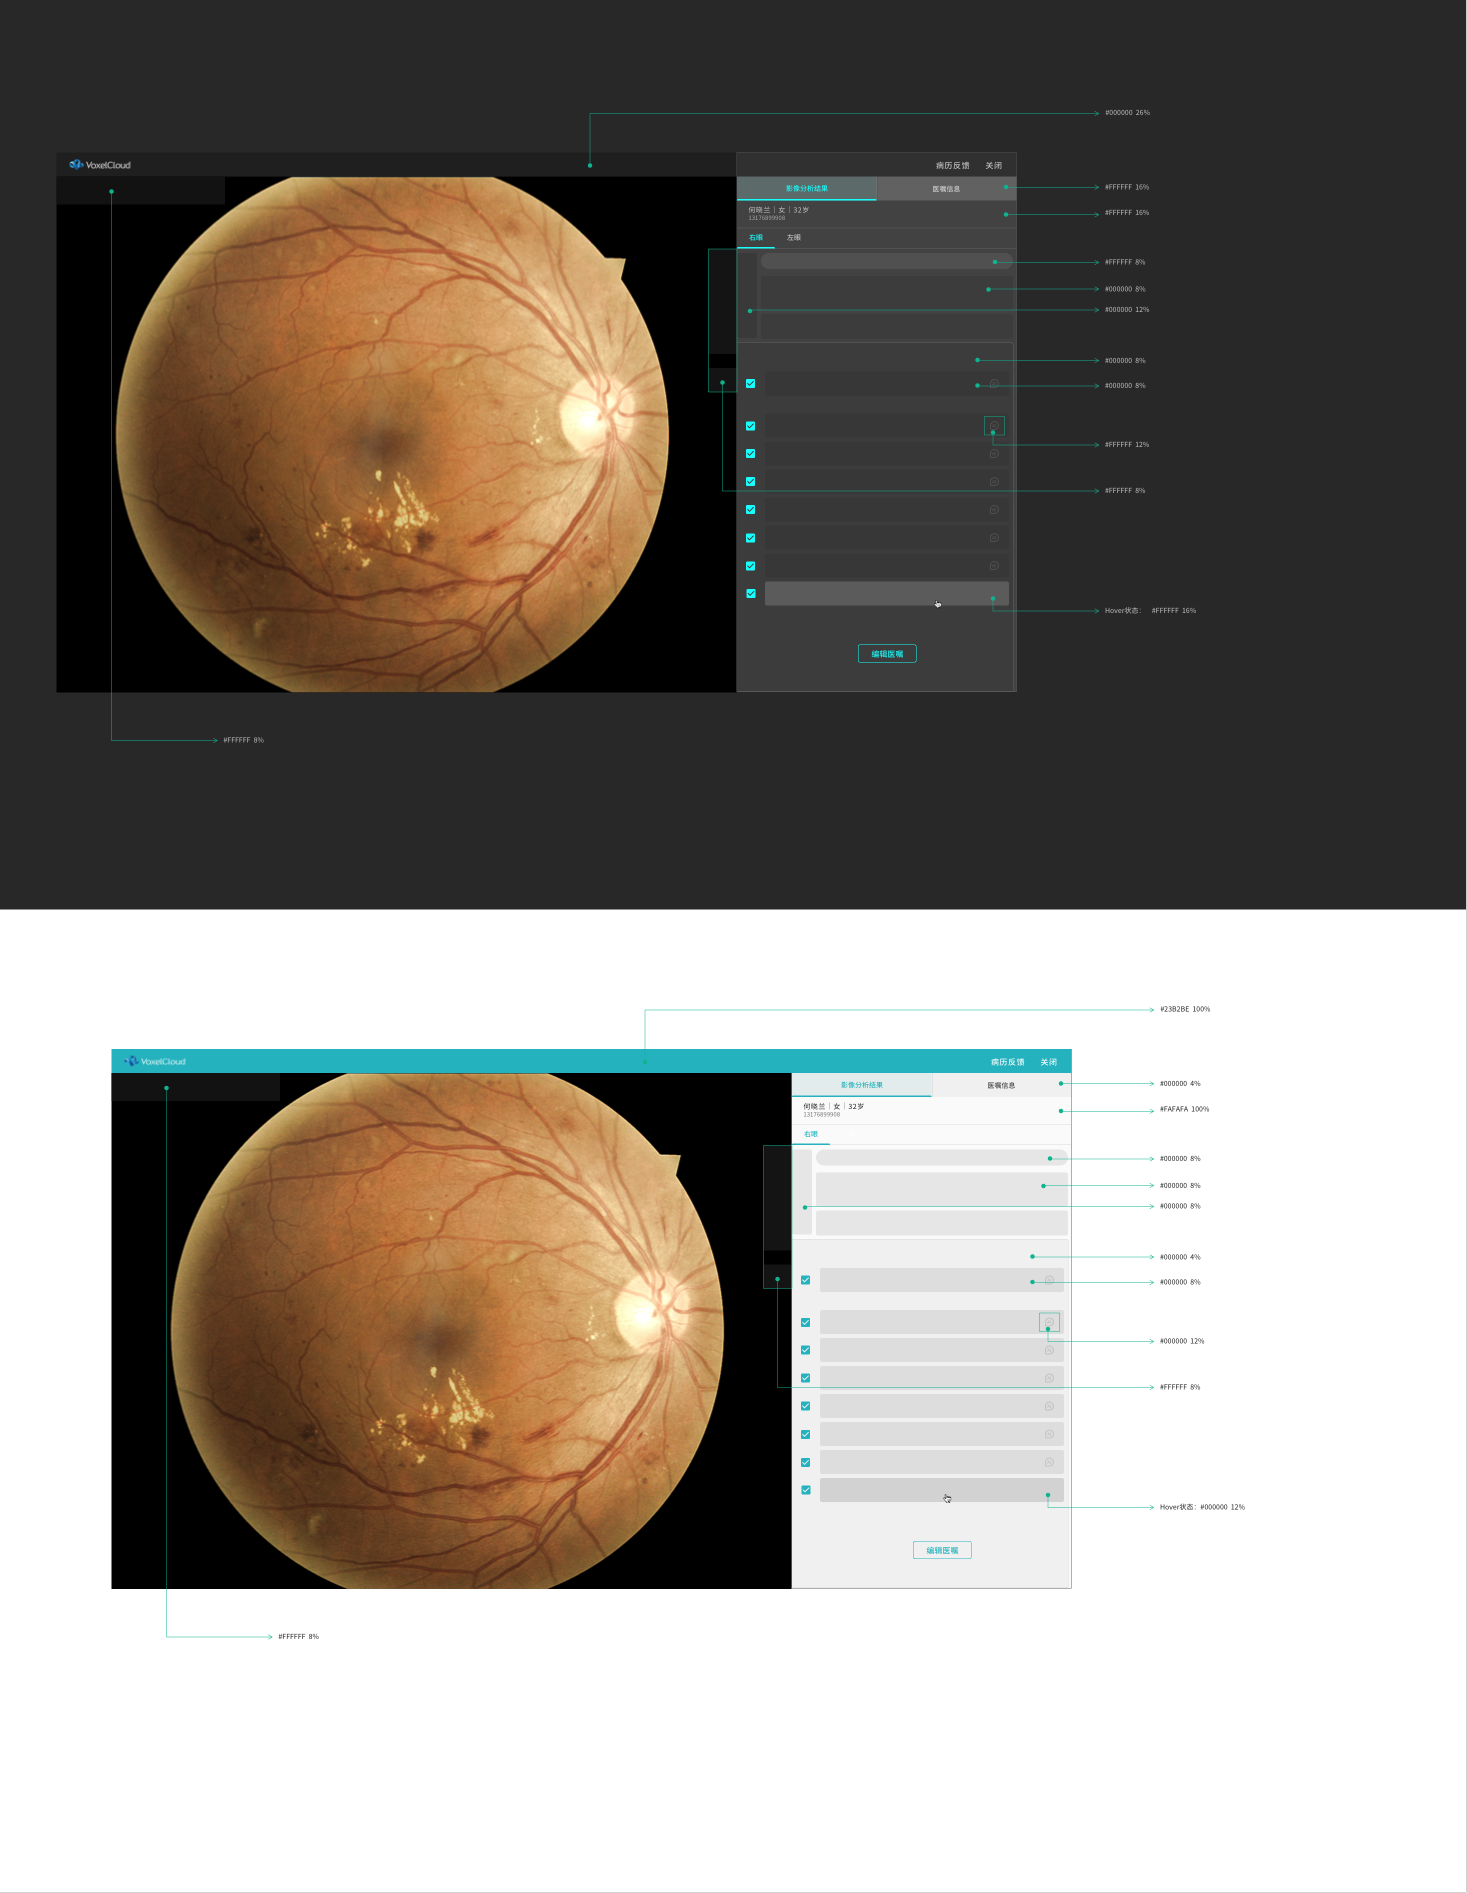 #000000 26%
VoxelCloud
病历反馈 关闭
影像分析结果 医嘱信息
#FFFFFF 16%
何晓兰｜女｜32岁
13176899908
#FFFFFF 16%
右眼 左眼
#FFFFFF 8%
#000000 8%
#000000 12%
#000000 8%
#000000 8%
#FFFFFF 12%
#FFFFFF 8%
Hover状态： #FFFFFF 16%
编辑医嘱
#FFFFFF 8%
#23B2BE 100%
VoxelCloud
病历反馈 关闭
影像分析结果 医嘱信息
#000000 4%
何晓兰｜女｜32岁
13176899908
#FAFAFA 100%
右眼
#000000 8%
#000000 8%
#000000 8%
#000000 4%
#000000 8%
#000000 12%
#FFFFFF 8%
Hover状态：#000000 12%
编辑医嘱
#FFFFFF 8%